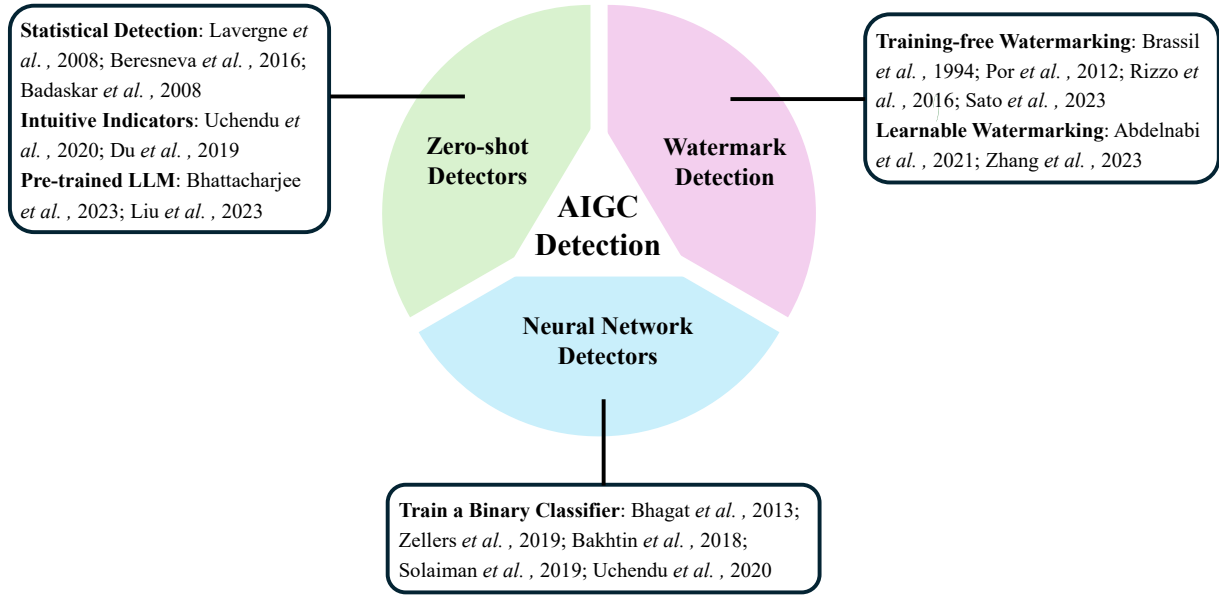 Statistical Detection: Lavergne et
al. , 2008; Beresneva et al. , 2016;
Badaskar et al. , 2008
Intuitive Indicators: Uchendu et
al. , 2020; Du et al. , 2019
Pre-trained LLM: Bhattacharjee
et al. , 2023; Liu et al. , 2023
Zero-shot
Detectors
Watermark
Detection
Training-free Watermarking: Brassil
et al. , 1994; Por et al. , 2012; Rizzo et
al. , 2016; Sato et al. , 2023
Learnable Watermarking: Abdelnabi
et al. , 2021; Zhang et al. , 2023
AIGC
Detection
Neural Network
Detectors
Train a Binary Classifier: Bhagat et al. , 2013;
Zellers et al. , 2019; Bakhtin et al. , 2018;
Solaiman et al. , 2019; Uchendu et al. , 2020